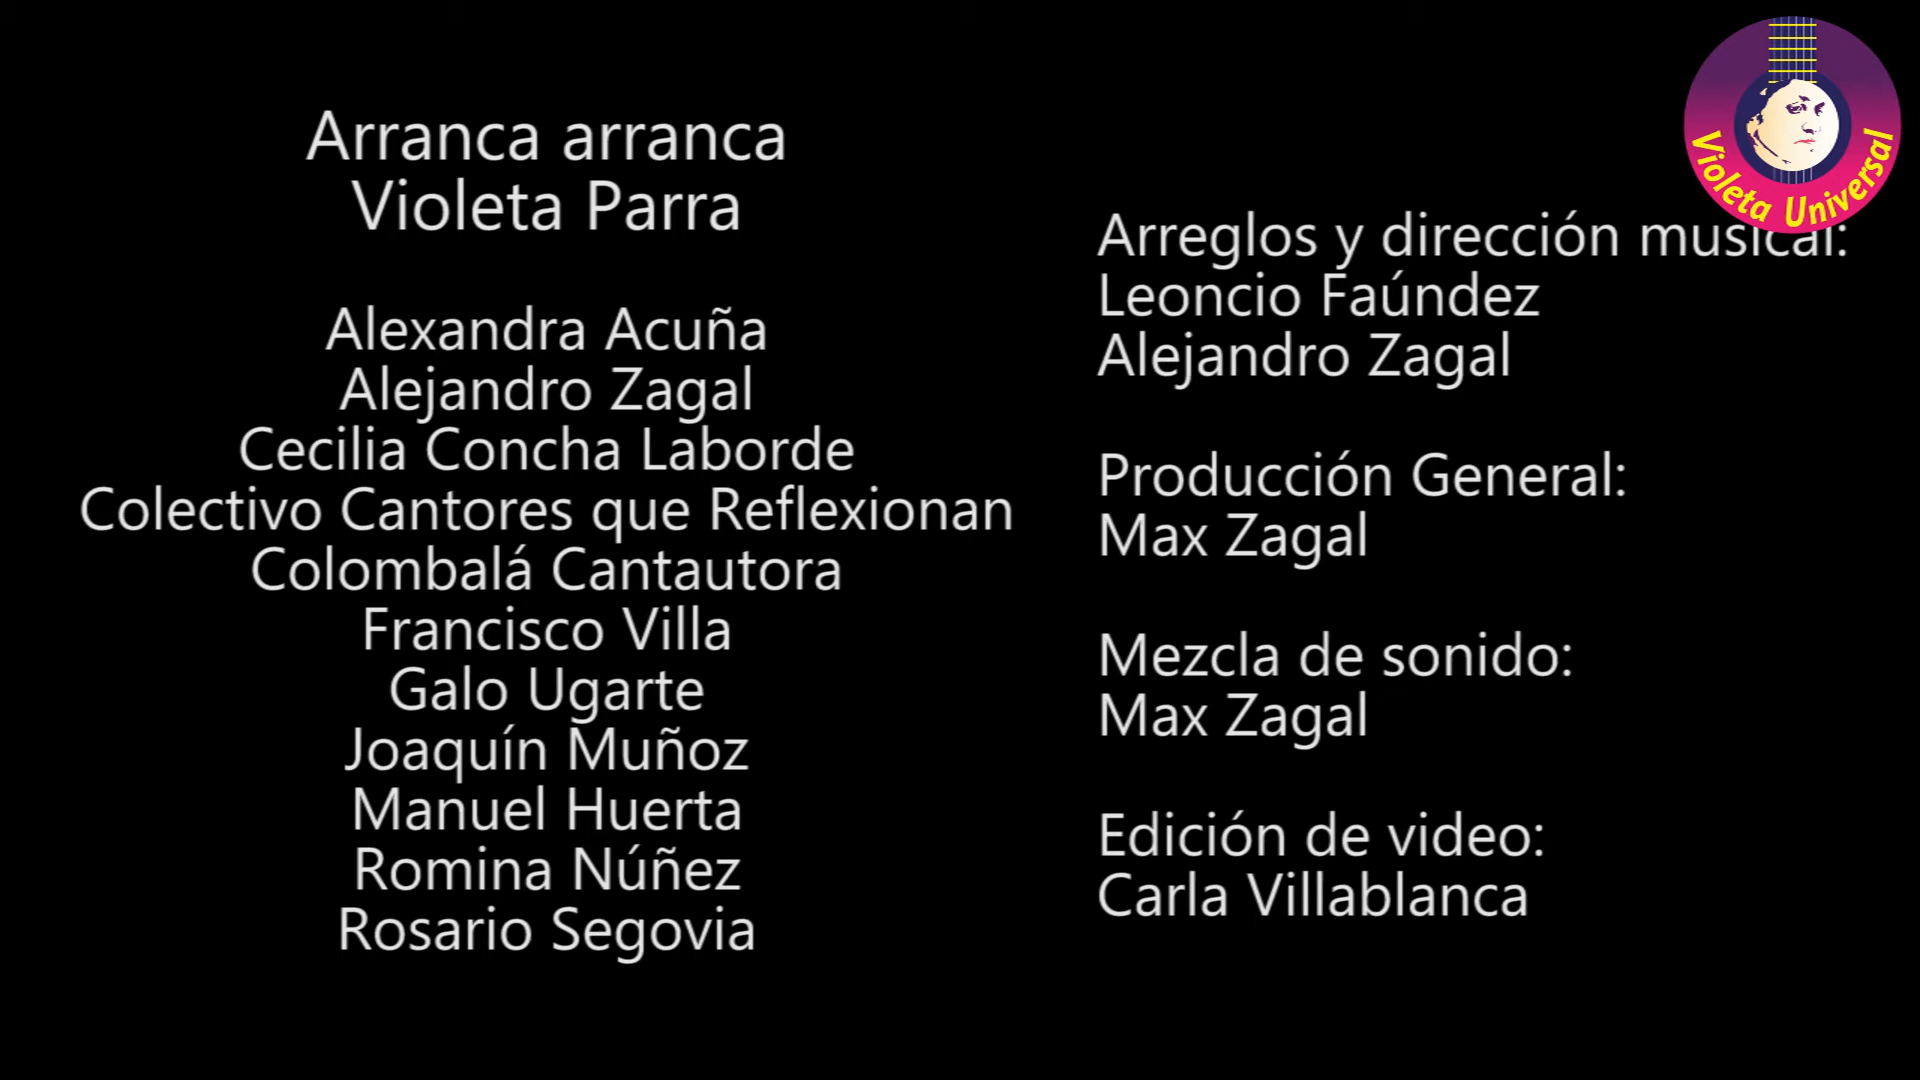 Arranca arranca
Violeta Parra
Alexandra Acuña
Alejandro Zagal
Cecilia Concha Laborde
Colectivo Cantores que Reflexionan
Colombalá Cantautora
Francisco Villa
Galo Ugarte
Joaquín Muñoz
Manuel Huerta
Romina Núñez
Rosario Segovia
Violeta Universal
Arreglos y dirección musical:
Leoncio Faúndez
Alejandro Zagal
Producción General:
Max Zagal
Mezcla de sonido:
Max Zagal
Edición de video:
Carla Villablanca